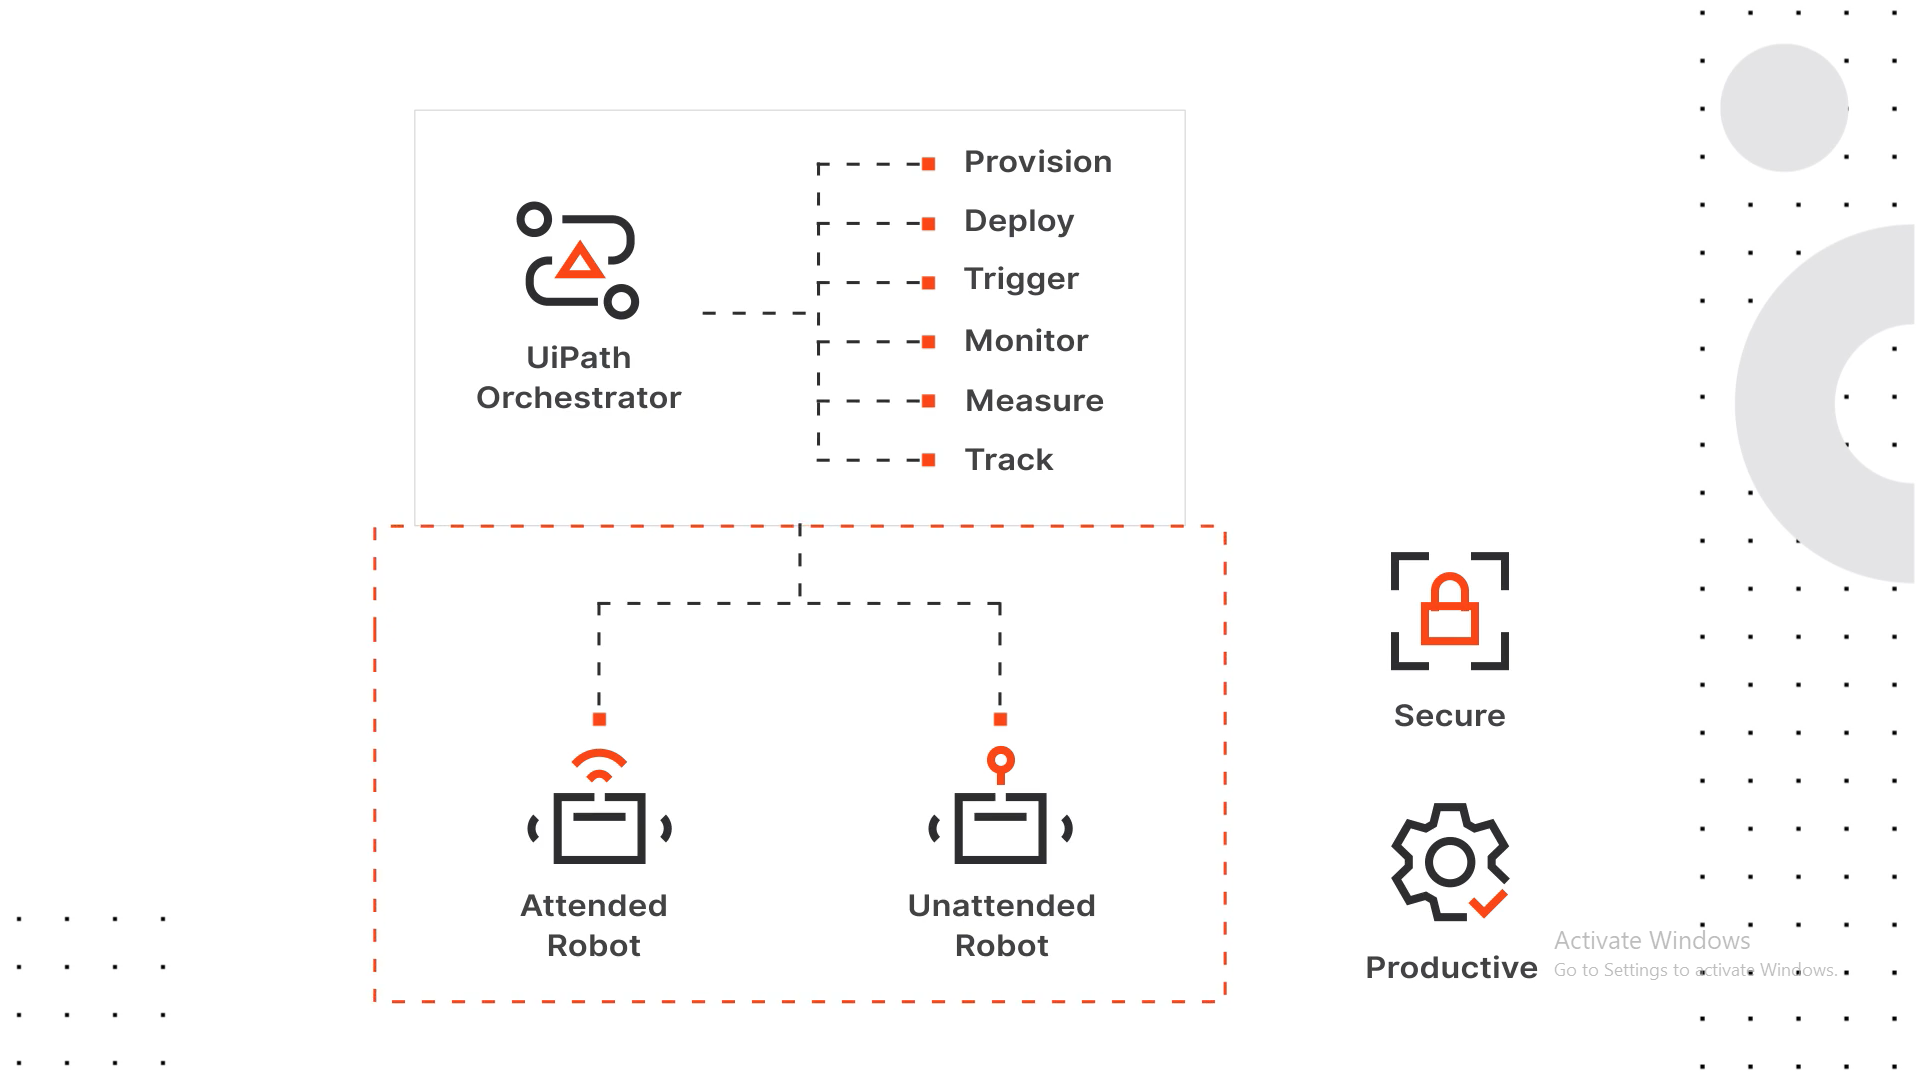 Provision
Deploy
Trigger
Monitor
Measure
Track
UiPath
Orchestrator
Attended
Robot
Unattended
Robot
Secure
Productive
Activate Windows
Go to Settings to activate Windows.